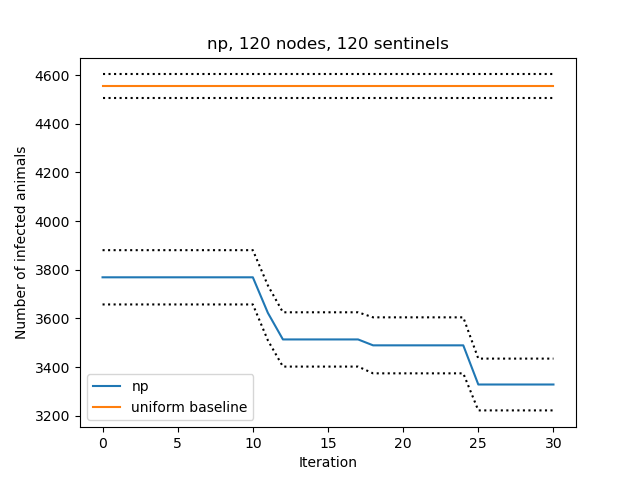 np, 120 nodes, 120 sentinels
Number of infected animals
4600
4400
4200
4000
3800
3600
3400
3200
np
uniform baseline
0 5 10 15 20 25 30
Iteration